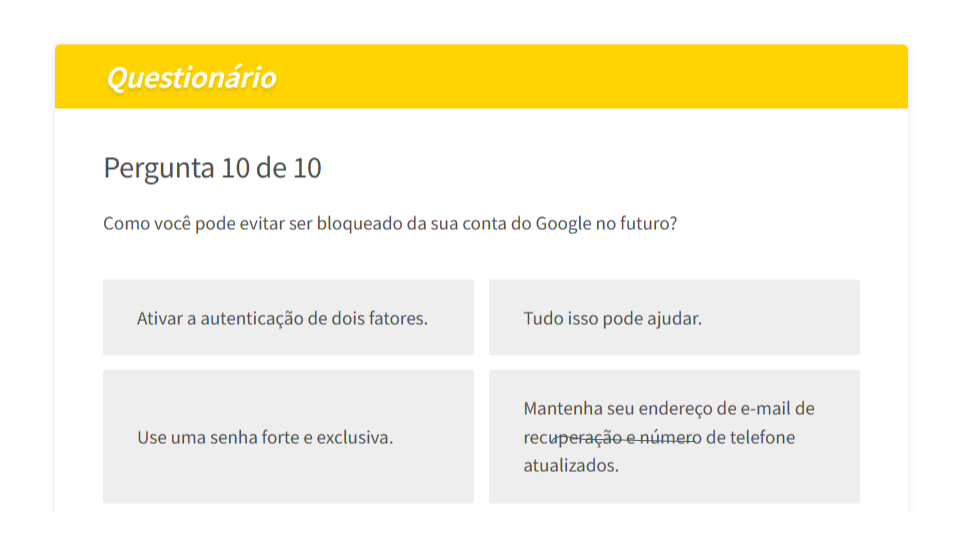 Questionário
Pergunta 10 de 10
Como você pode evitar ser bloqueado da sua conta do Google no futuro?
Ativar a autenticação de dois fatores.
Tudo isso pode ajudar.
Use uma senha forte e exclusiva.
Mantenha seu endereço de e-mail de
recuperação e número de telefone
atualizados.